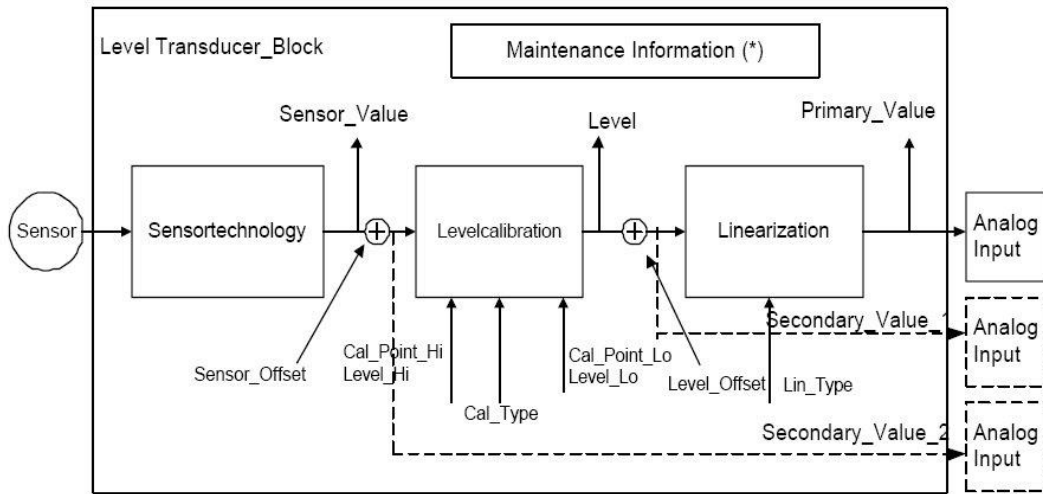 Level Transducer_Block
Maintenance Information (*)
Sensor_Value
Level
Primary_Value
Sensor
Sensortechnology
Levelcalibration
Linearization
Analog
Input
Secondary_Value_1
Analog
Input
Cal_Point_Hi
Level_Hi
Cal_Point_Lo
Level_Lo
Sensor_Offset
Level_Offset
Lin_Type
Cal_Type
Secondary_Value_2
Analog
Input